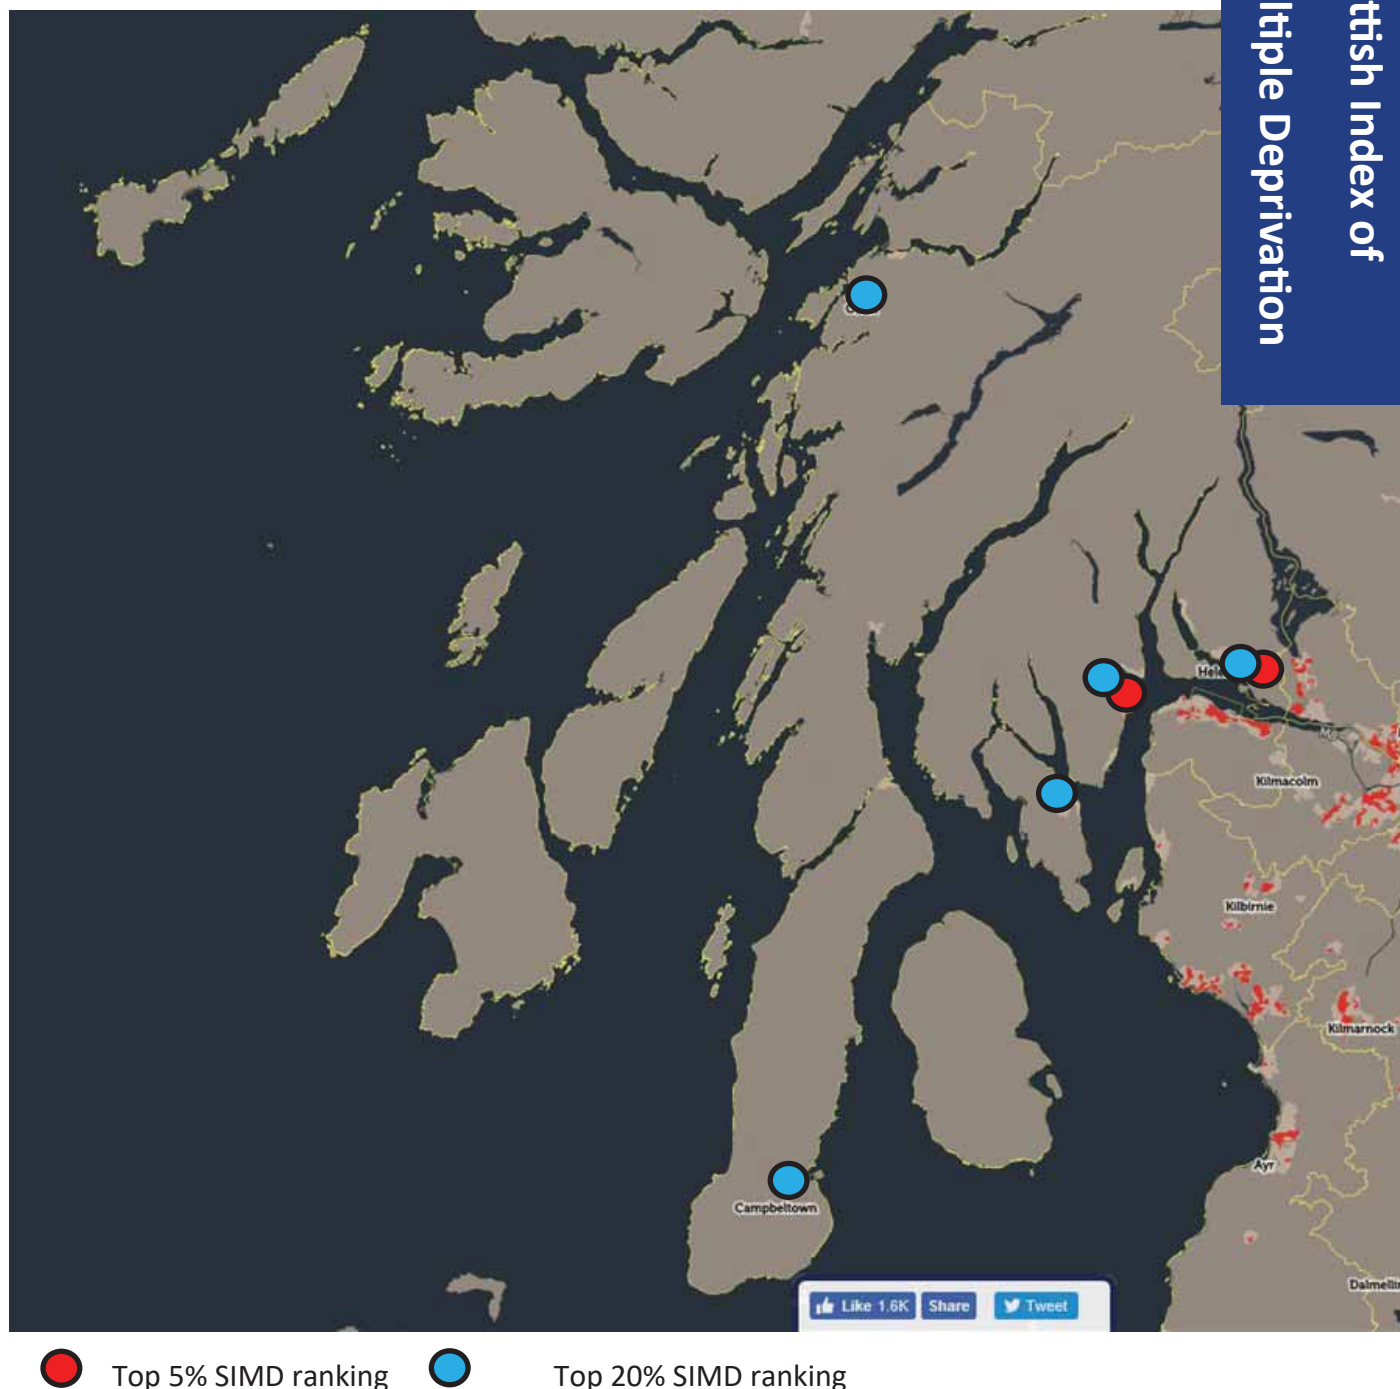 ttish Index of
ltiple Deprivation
Kilmacolm
Kilbirnie
Kilmarnock
Ayr
Campbeltown
Dalmellin
Like 1.6K
Share
Tweet
Top 5% SIMD ranking
Top 20% SIMD ranking